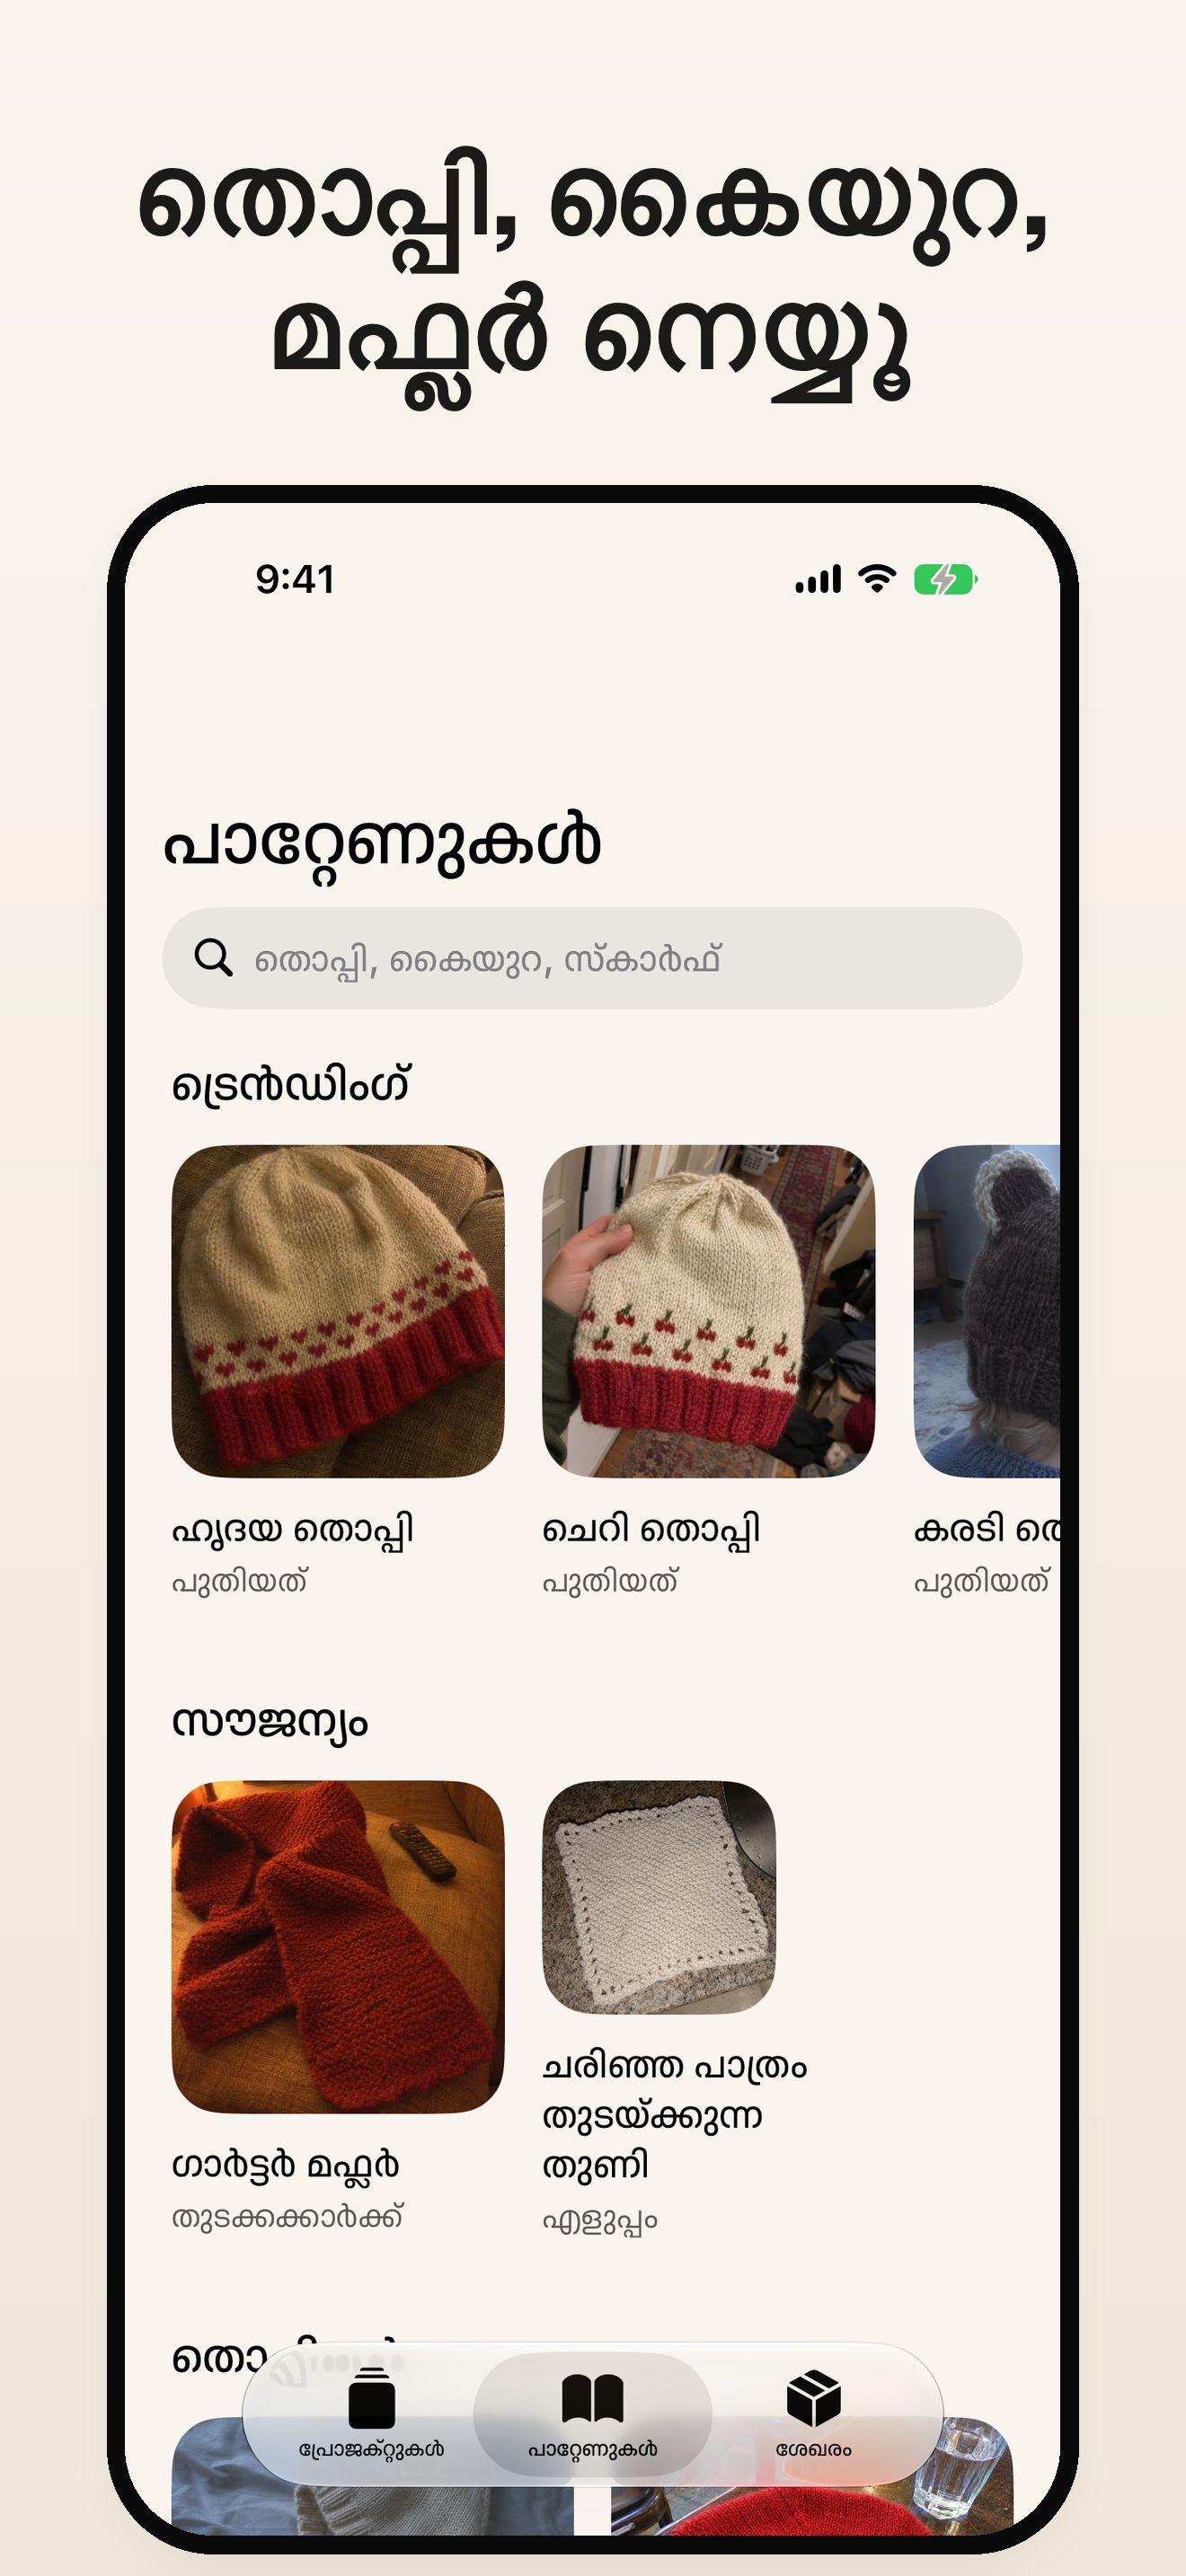 തൊപ്പി, കൈയുറ,
മഫ്ലർ നെയ്യൂ
9:41
പാറ്റേണുകൾ
തൊപ്പി, കൈയുറ, സ്കാർഫ്
ട്രെൻഡിംഗ്
ഹൃദയ തൊപ്പി
പുതിയത്
ചെറി തൊപ്പി
പുതിയത്
കരടി
പുതിയത്
സൗജന്യം
ഗാർട്ടർ മഫ്ലർ
തുടക്കക്കാർക്ക്
ചരിഞ്ഞ പാത്രം
തുടയ്ക്കുന്ന
തുണി
എളുപ്പം
പ്രോജക്റ്റുകൾ
പാറ്റേണുകൾ
ശേഖരം